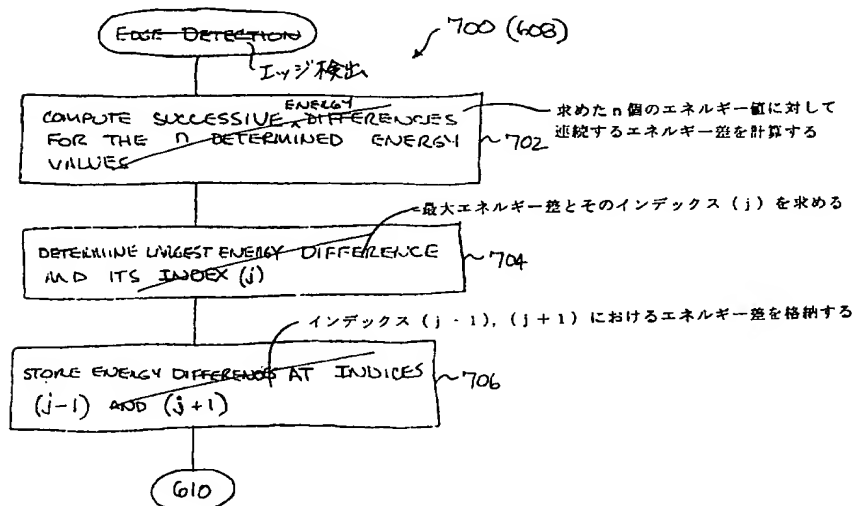 EDGE DETECTION
700 (608)
エッジ検出
ENERGY
COMPUTE SUCCESSIVE DIFFERENCES
FOR THE n DETERMINED ENERGY
VALUES
702
求めたn個のエネルギー値に対して
連続するエネルギー差を計算する
最大エネルギー差とそのインデックス(j)を求める
DETERMINE LARGEST ENERGY DIFFERENCE
AND ITS INDEX (j)
704
インデックス(j-1),(j+1)におけるエネルギー差を格納する
STORE ENERGY DIFFERENCES AT INDICES
(j-1) AND (j+1)
706
610